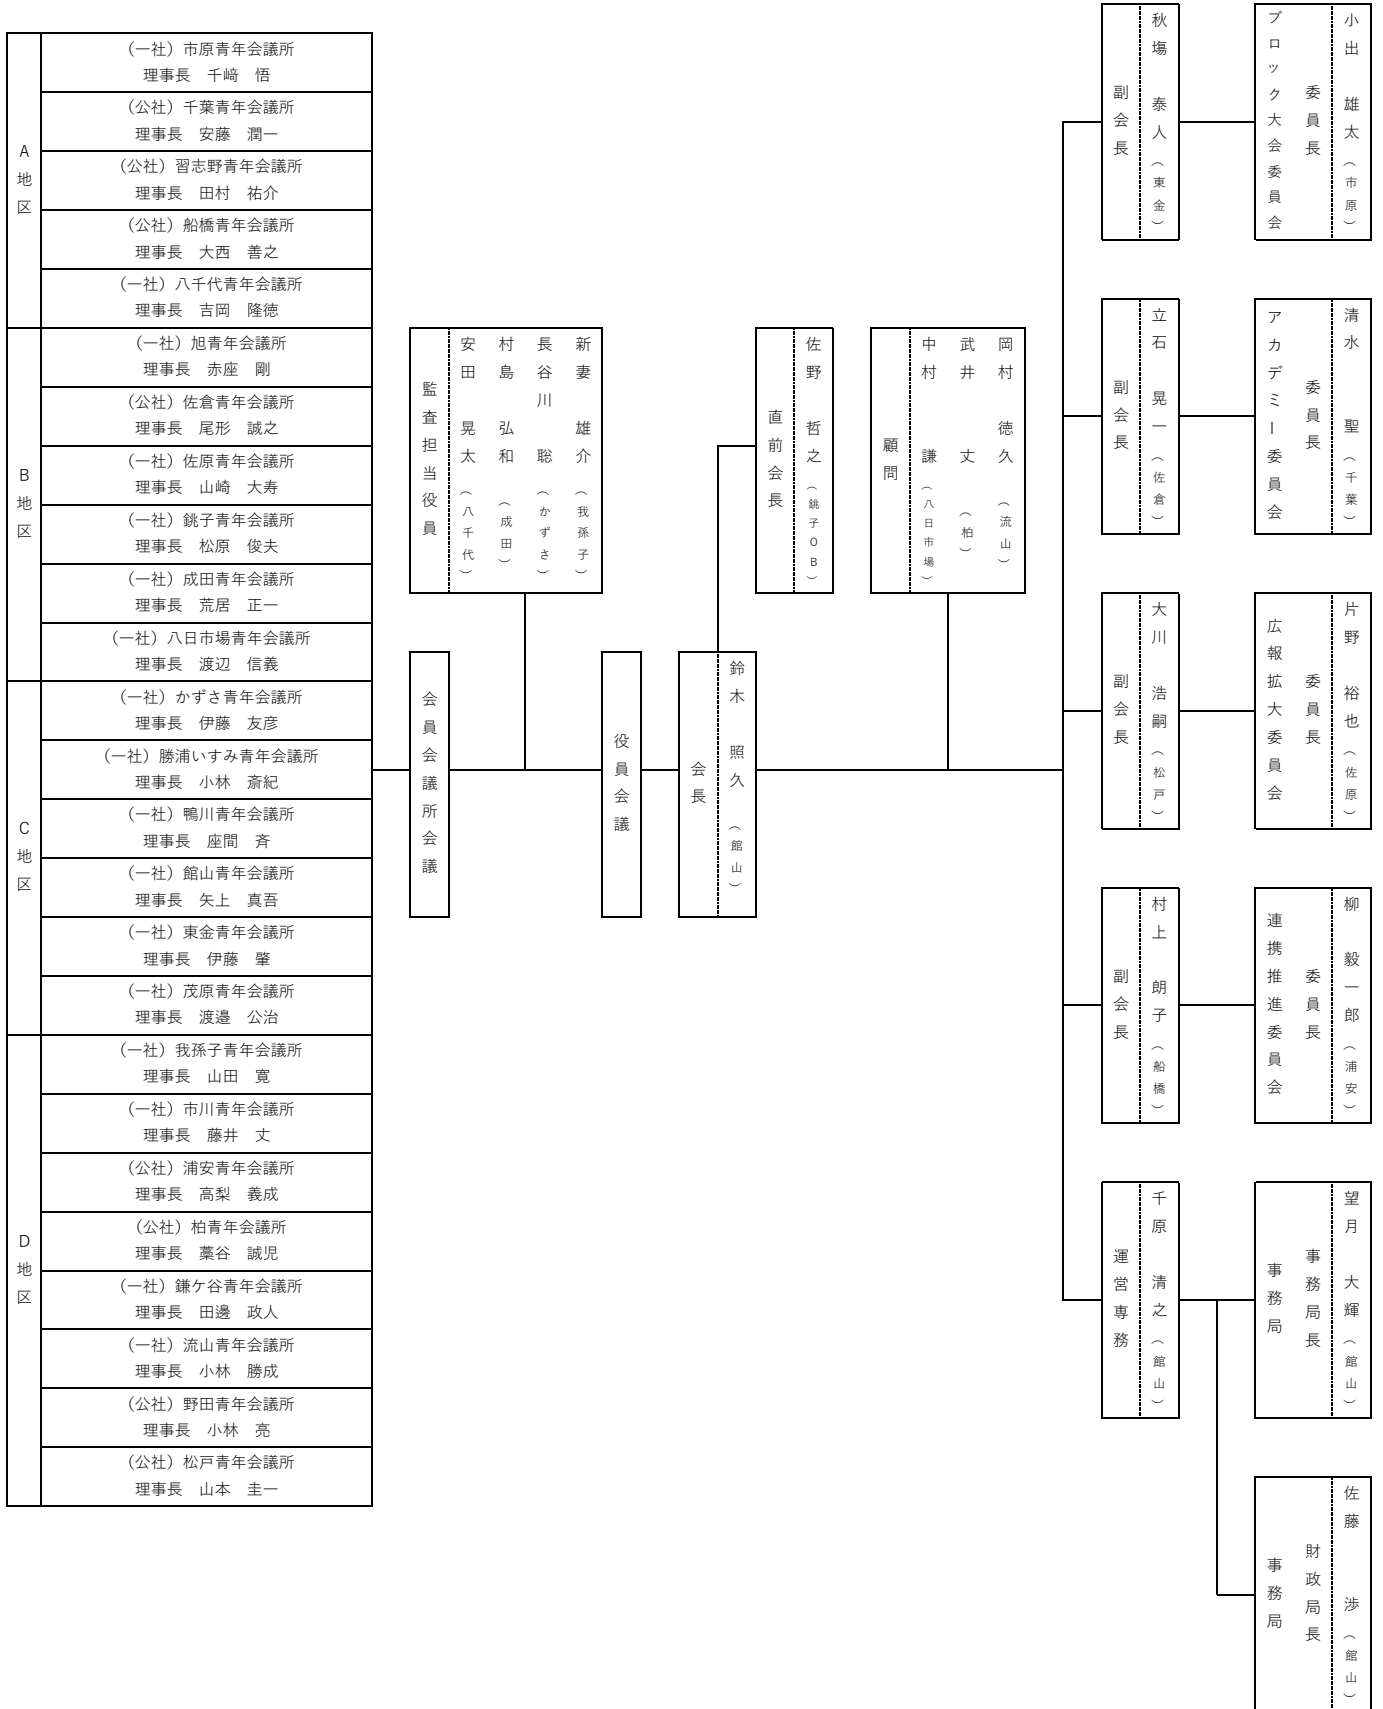 A地区
（一社）市原青年会議所
理事長　千﨑　悟
（公社）千葉青年会議所
理事長　安藤　潤一
（公社）習志野青年会議所
理事長　田村　祐介
（公社）船橋青年会議所
理事長　大西　善之
（一社）八千代青年会議所
理事長　吉岡　隆徳
B地区
（一社）旭青年会議所
理事長　赤座　剛
（公社）佐倉青年会議所
理事長　尾形　誠之
（一社）佐原青年会議所
理事長　山崎　大寿
（一社）銚子青年会議所
理事長　松原　俊夫
（一社）成田青年会議所
理事長　荒居　正一
（一社）八日市場青年会議所
理事長　渡辺　信義
C地区
（一社）かずさ青年会議所
理事長　伊藤　友彦
（一社）勝浦いすみ青年会議所
理事長　小林　斎紀
（一社）鴨川青年会議所
理事長　座間　斉
（一社）館山青年会議所
理事長　矢上　真吾
（一社）東金青年会議所
理事長　伊藤　肇
（一社）茂原青年会議所
理事長　渡邉　公治
D地区
（一社）我孫子青年会議所
理事長　山田　寛
（一社）市川青年会議所
理事長　藤井　丈
（公社）浦安青年会議所
理事長　高梨　義成
（公社）柏青年会議所
理事長　藁谷　誠児
（一社）鎌ケ谷青年会議所
理事長　田邊　政人
（一社）流山青年会議所
理事長　小林　勝成
（公社）野田青年会議所
理事長　小林　亮
（公社）松戸青年会議所
理事長　山本　圭一
会員会議所会議
新妻　雄介（我孫子）
長谷川　聡（かずさ）
村島　弘和（成田）
安田　晃太（八千代）
監査担当役員
役員会議
鈴木　照久（館山）
会長
佐野　哲之（銚子OB）
直前会長
岡村　徳久（流山）
武井　丈（柏）
中村　謙（八日市場）
顧問
秋塲　泰人（東金）
副会長
小出　雄太（市原）
委員長
ブロック大会委員会
立石　晃一（佐倉）
副会長
清水　聖（千葉）
委員長
アカデミー委員会
大川　浩嗣（松戸）
副会長
片野　裕也（佐原）
委員長
広報拡大委員会
村上　朗子（船橋）
副会長
柳　毅一郎（浦安）
委員長
連携推進委員会
千原　清之（館山）
運営専務
望月　大輝（館山）
事務局長
事務局
佐藤　渉（館山）
財政局長
事務局